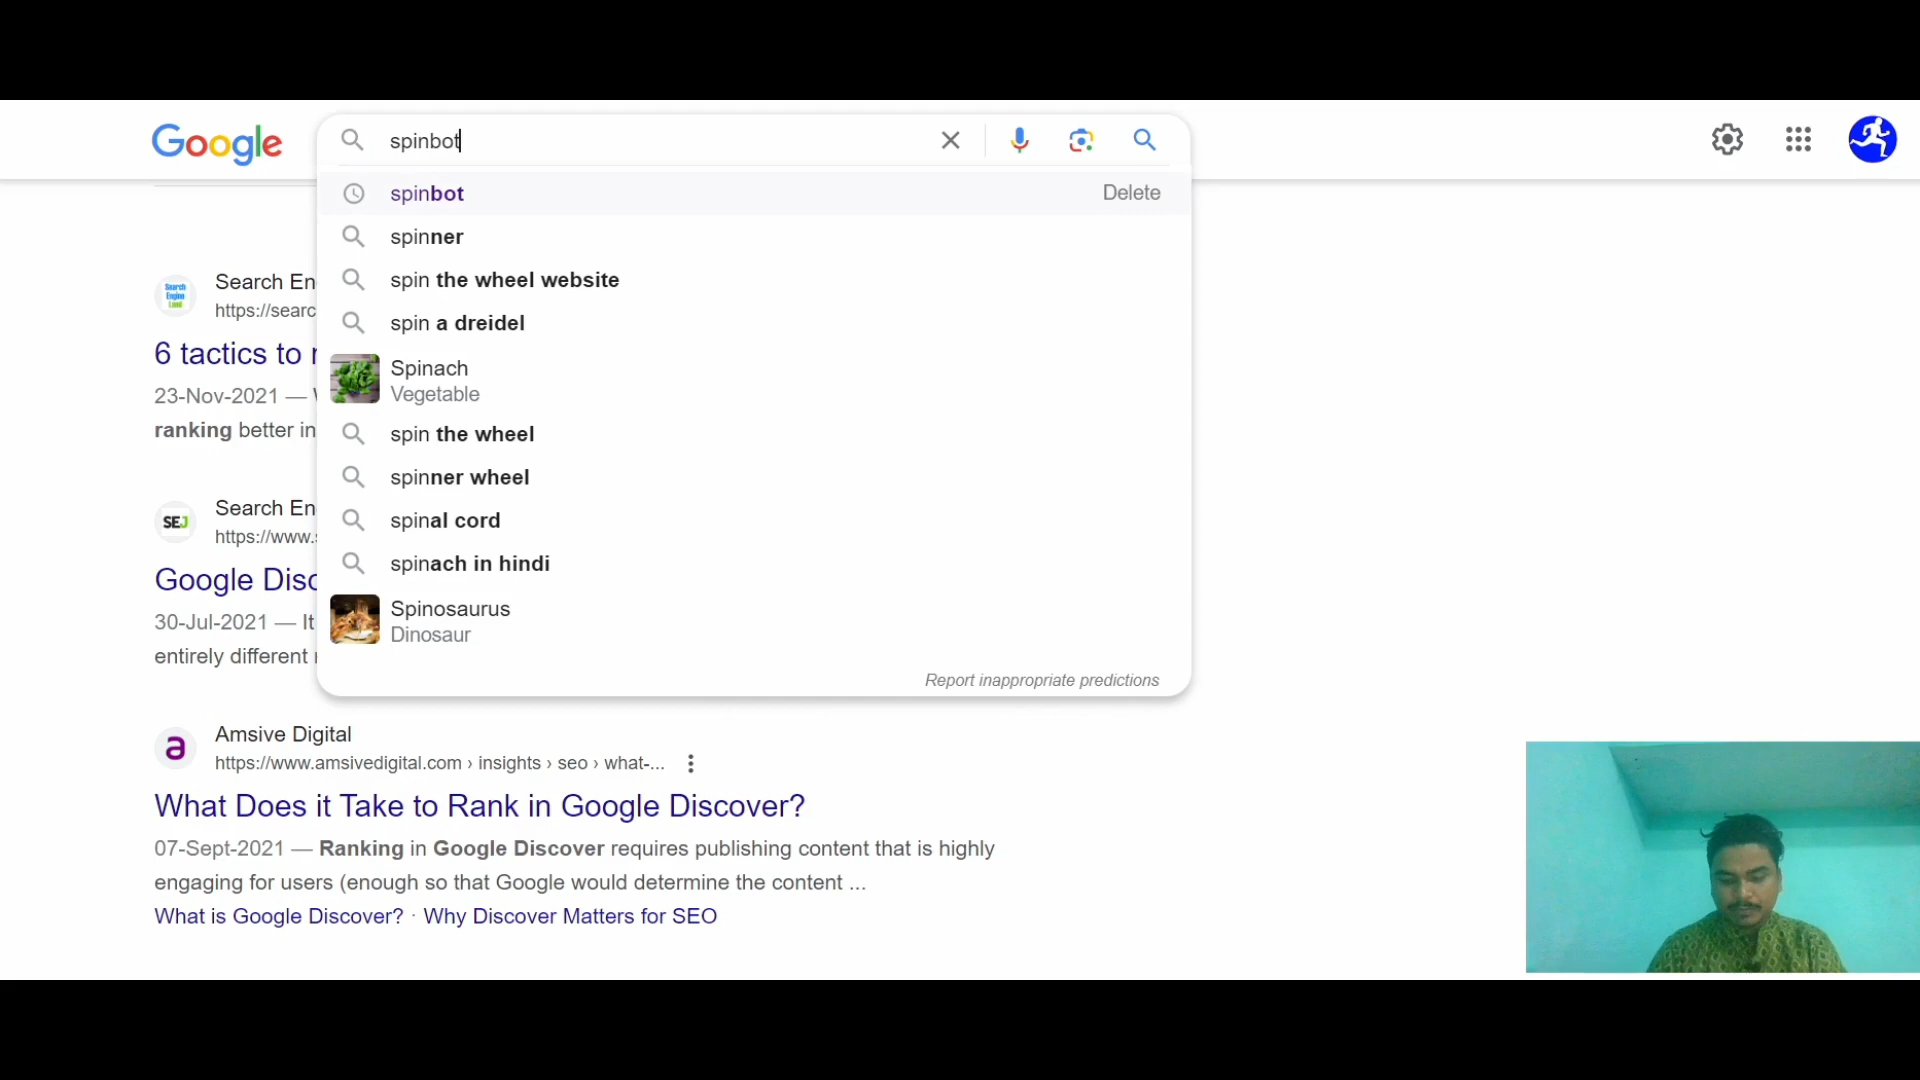 Google
spinbot
spinbot
Delete
spinner
spin the wheel website
spin a dreidel
Spinach
Vegetable
spin the wheel
spinner wheel
spinal cord
spinach in hindi
Spinosaurus
Dinosaur
Report inappropriate predictions
Search Engine Land
Search En
https://searc
6 tactics to
23-Nov-2021 —
ranking better in
SEJ
Search En
https://www.
Google Disc
30-Jul-2021 — It
entirely different
a
Amsive Digital
https://www.amsivedigital.com › insights › seo › what-...
What Does it Take to Rank in Google Discover?
07-Sept-2021 — Ranking in Google Discover requires publishing content that is highly
engaging for users (enough so that Google would determine the content ...
What is Google Discover? · Why Discover Matters for SEO